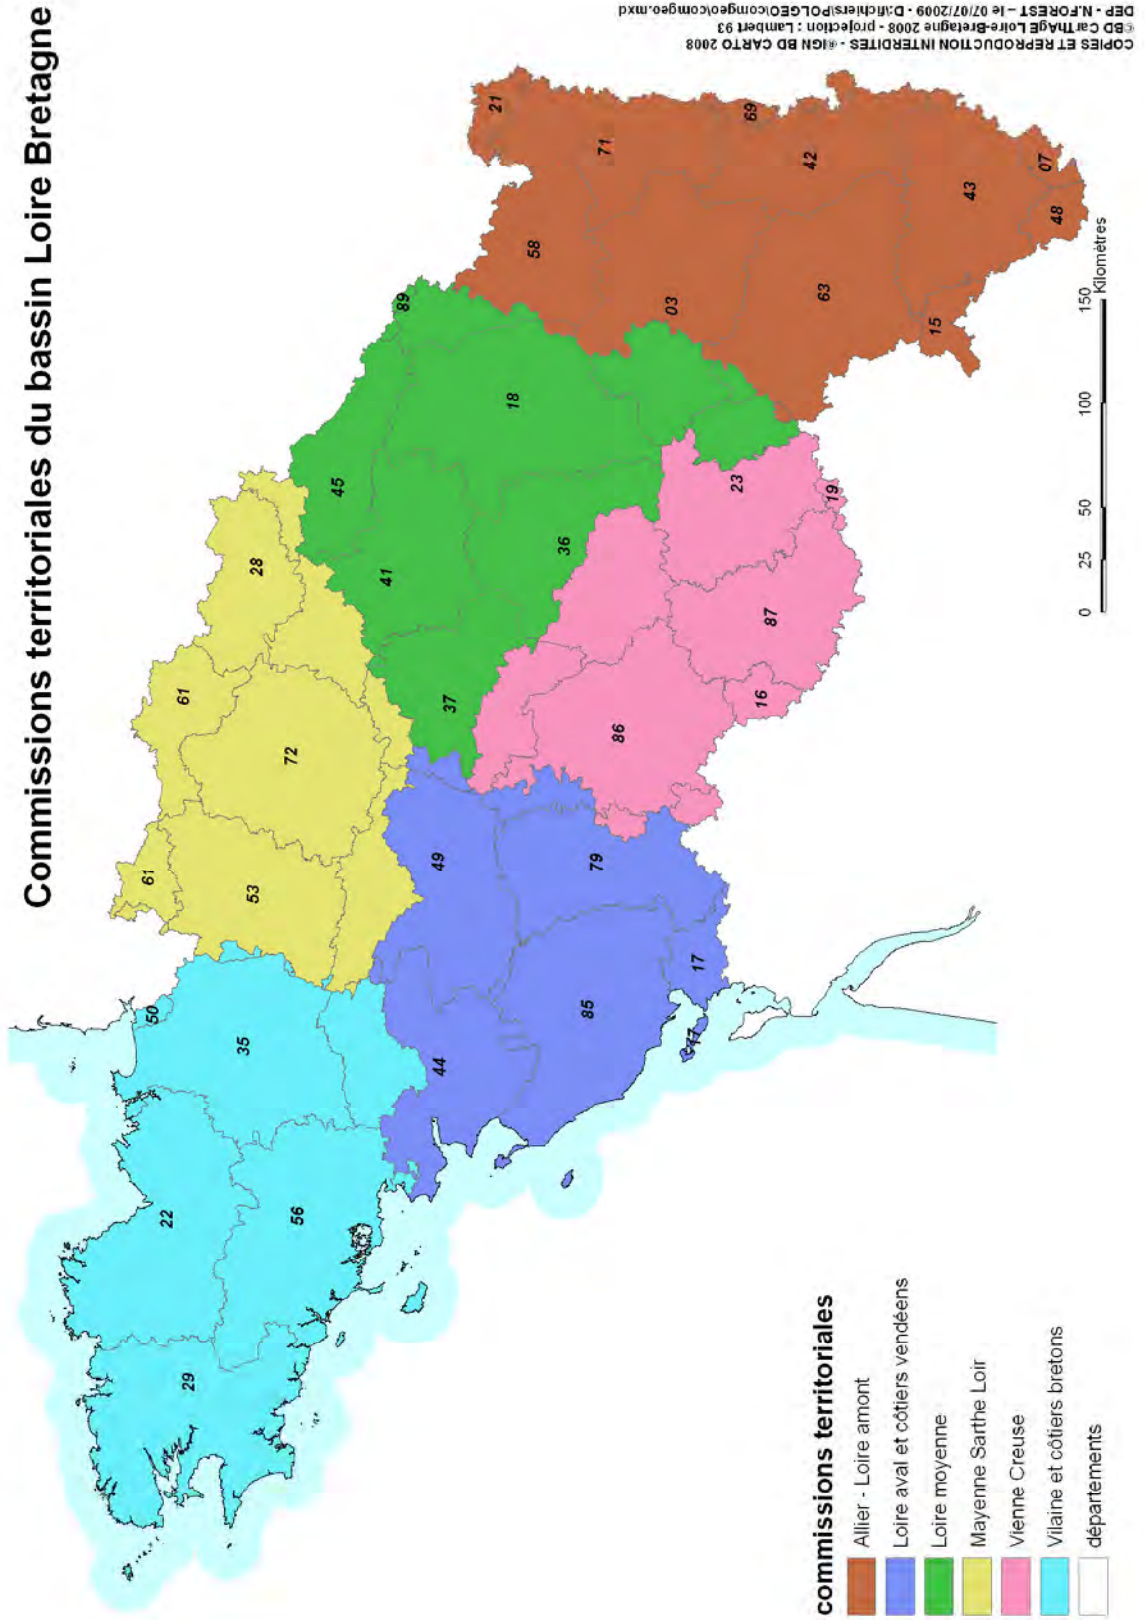 Commissions territoriales du bassin Loire Bretagne
COPIES ET REPRODUCTION INTERDITES - ®IGN BD CARTO 2008
©BD CarThAgE Loire-Bretagne 2008 - projection : Lambert 93
DEP - N.FOREST – le 07/07/2009 - D:\fichiers\POLGEO\comgeo\comgeo.mxd
50
61
61
28
22
35
53
72
45
89
29
56
41
21
44
49
37
18
58
71
36
85
79
86
03
69
17
17
23
42
16
87
19
63
43
15
48
07
commissions territoriales
Allier - Loire amont
Loire aval et côtiers vendéens
Loire moyenne
Mayenne Sarthe Loir
Vienne Creuse
Vilaine et côtiers bretons
départements
0 25 50 100 150
Kilomètres